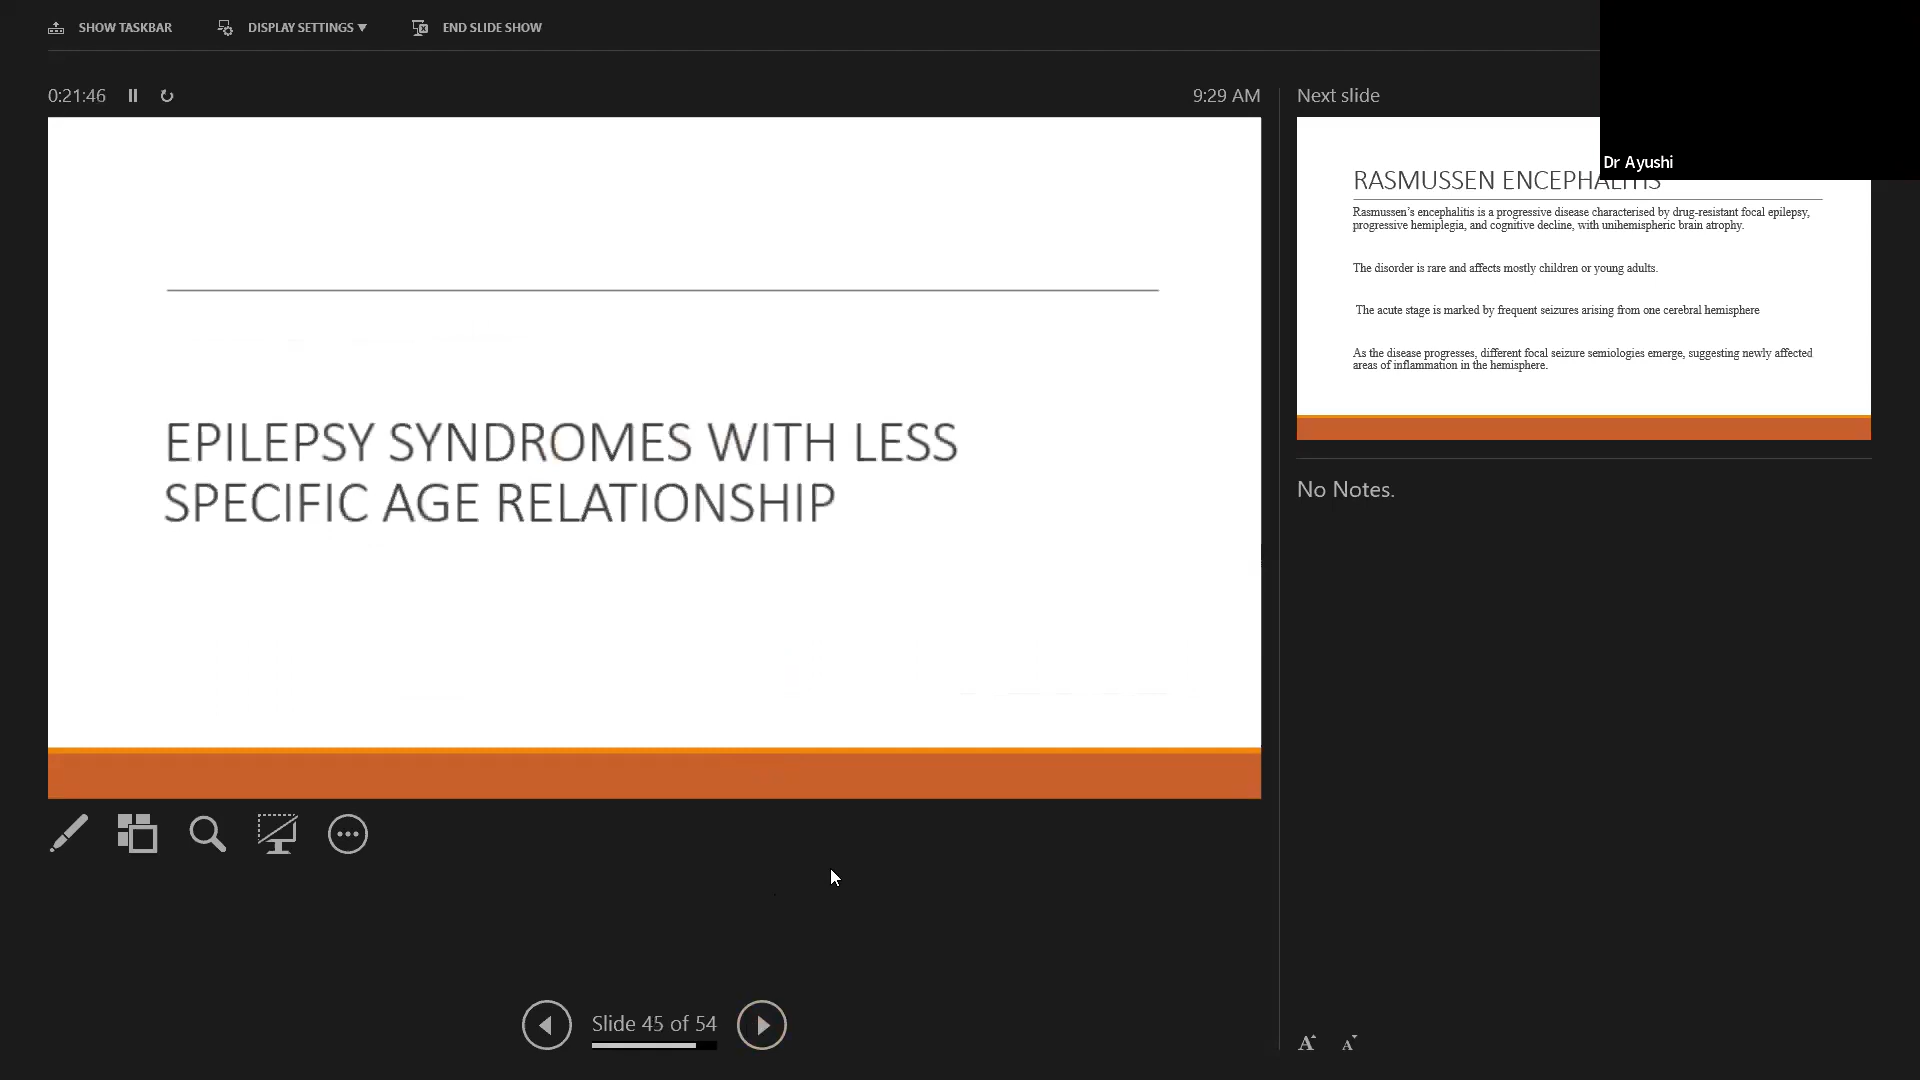 SHOW TASKBAR
DISPLAY SETTINGS
END SLIDE SHOW
0:21:46
9:29 AM
Next slide
Dr Ayushi
EPILEPSY SYNDROMES WITH LESS
SPECIFIC AGE RELATIONSHIP
RASMUSSEN ENCEPHALITIS
Rasmussen's encephalitis is a progressive disease characterised by drug-resistant focal epilepsy,
progressive hemiplegia, and cognitive decline, with unihemispheric brain atrophy.
The disorder is rare and affects mostly children or young adults.
The acute stage is marked by frequent seizures arising from one cerebral hemisphere
As the disease progresses, different focal seizure semiologies emerge, suggesting newly affected
areas of inflammation in the hemisphere.
No Notes.
Slide 45 of 54
A A